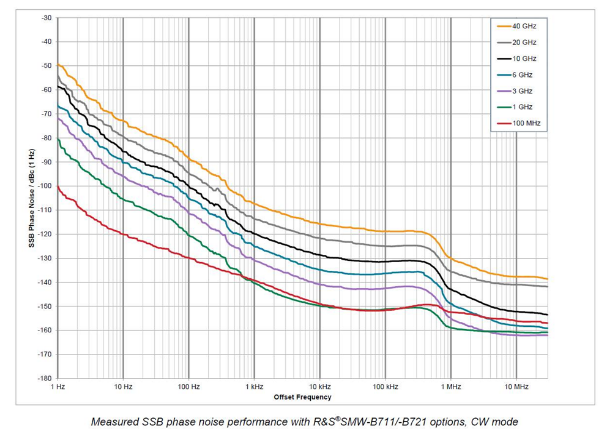 -30
-40
-50
-60
-70
-80
-90
-100
-110
-120
-130
-140
-150
-160
-170
-180
SSB Phase Noise / dBc (1 Hz)
40 GHz
20 GHz
10 GHz
6 GHz
3 GHz
1 GHz
100 MHz
1 Hz 10 Hz 100 Hz 1 kHz 10 kHz 100 kHz 1 MHz 10 MHz
Offset Frequency
Measured SSB phase noise performance with R&S®SMW-B711/-B721 options, CW mode